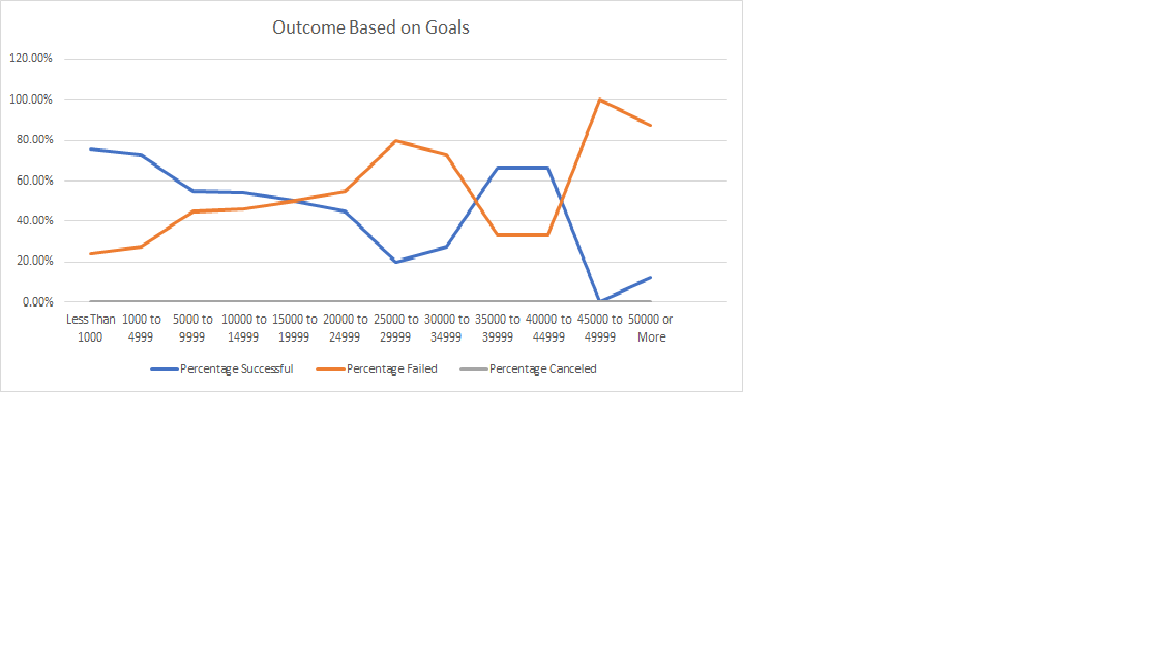 Outcome Based on Goals
120.00%
100.00%
80.00%
60.00%
40.00%
20.00%
0.00%
Less Than 1000 to 5000 to 10000 to 15000 to 20000 to 25000 to 30000 to 35000 to 40000 to 45000 to 50000 or
1000 4999 9999 14999 19999 24999 29999 34999 39999 44999 49999 More
Percentage Successful Percentage Failed Percentage Canceled